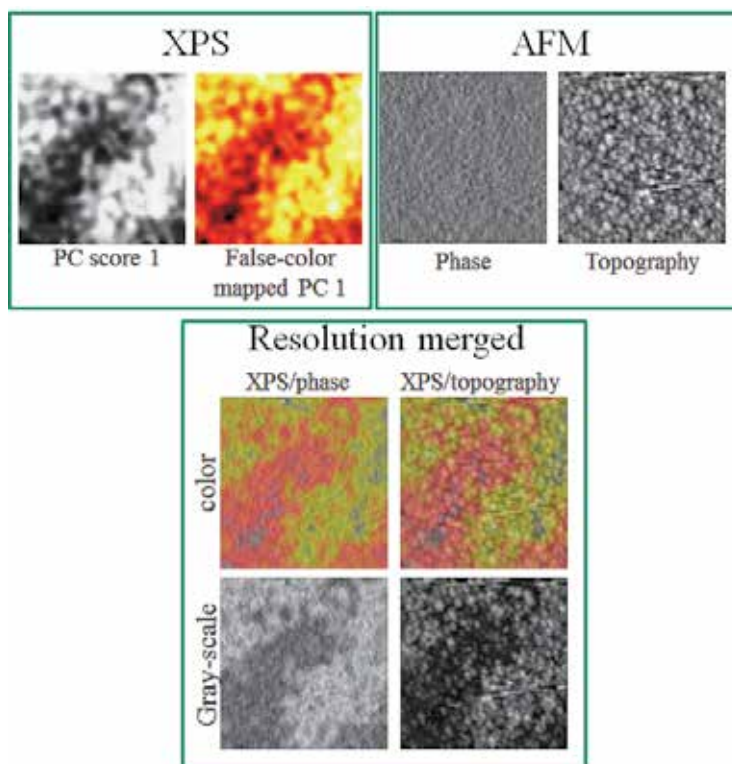 XPS
PC score 1
False-color
mapped PC 1
AFM
Phase
Topography
Resolution merged
XPS/phase
XPS/topography
color
Gray-scale